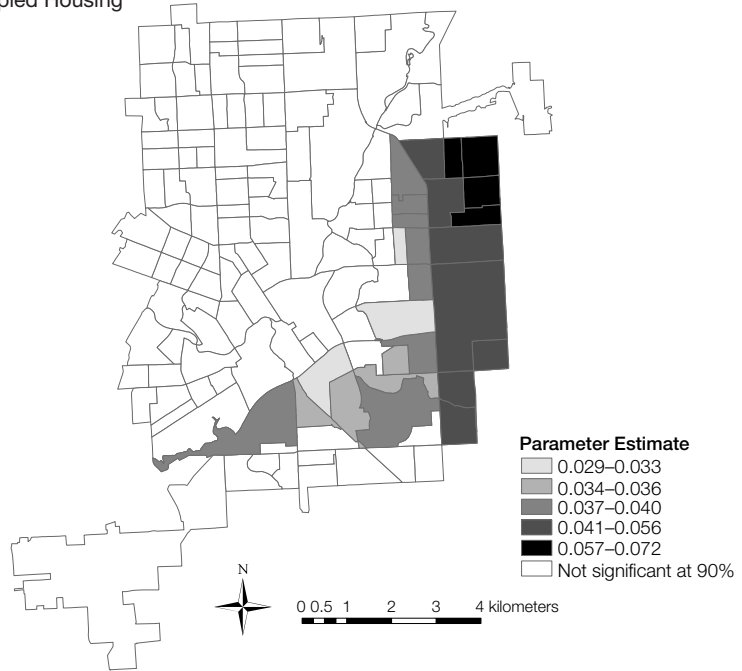 Housing
Parameter Estimate
0.029–0.033
0.034–0.036
0.037–0.040
0.041–0.056
0.057–0.072
Not significant at 90%
N
0 0.5 1 2 3 4 kilometers